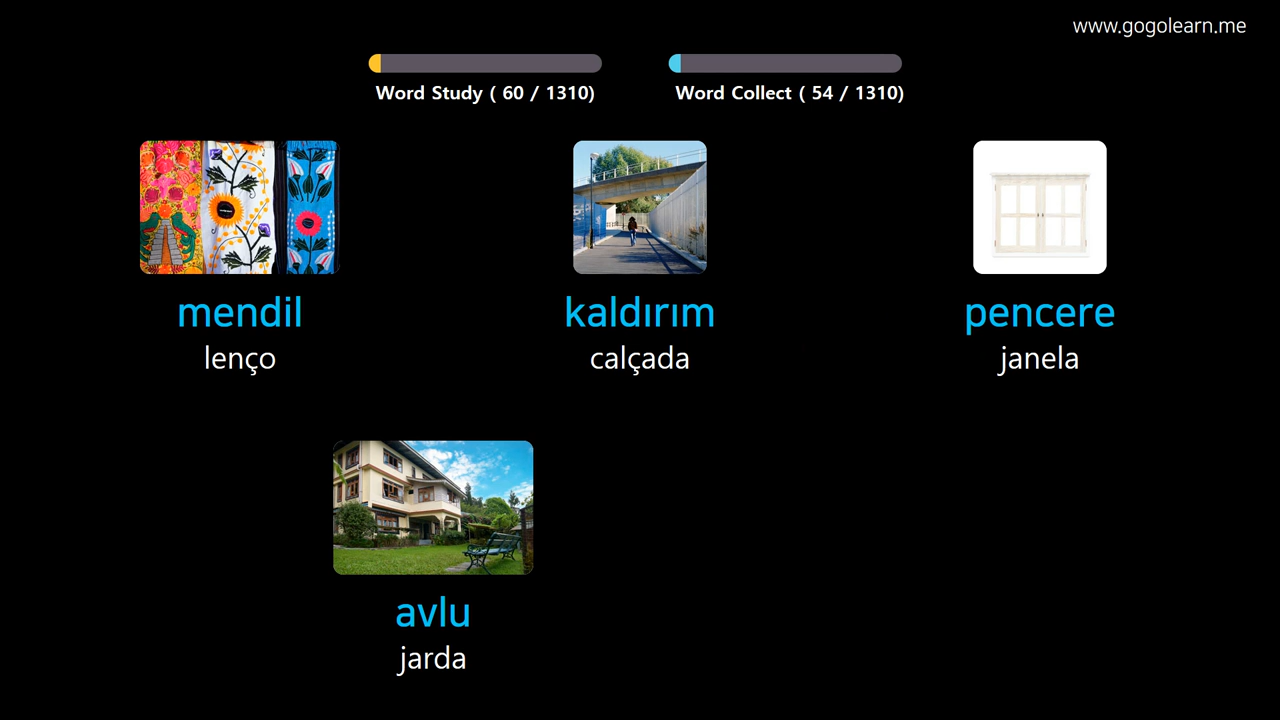 www.gogolearn.me
Word Study ( 60 / 1310)
Word Collect ( 54 / 1310)
mendil
lenço
kaldırım
calçada
pencere
janela
avlu
jarda